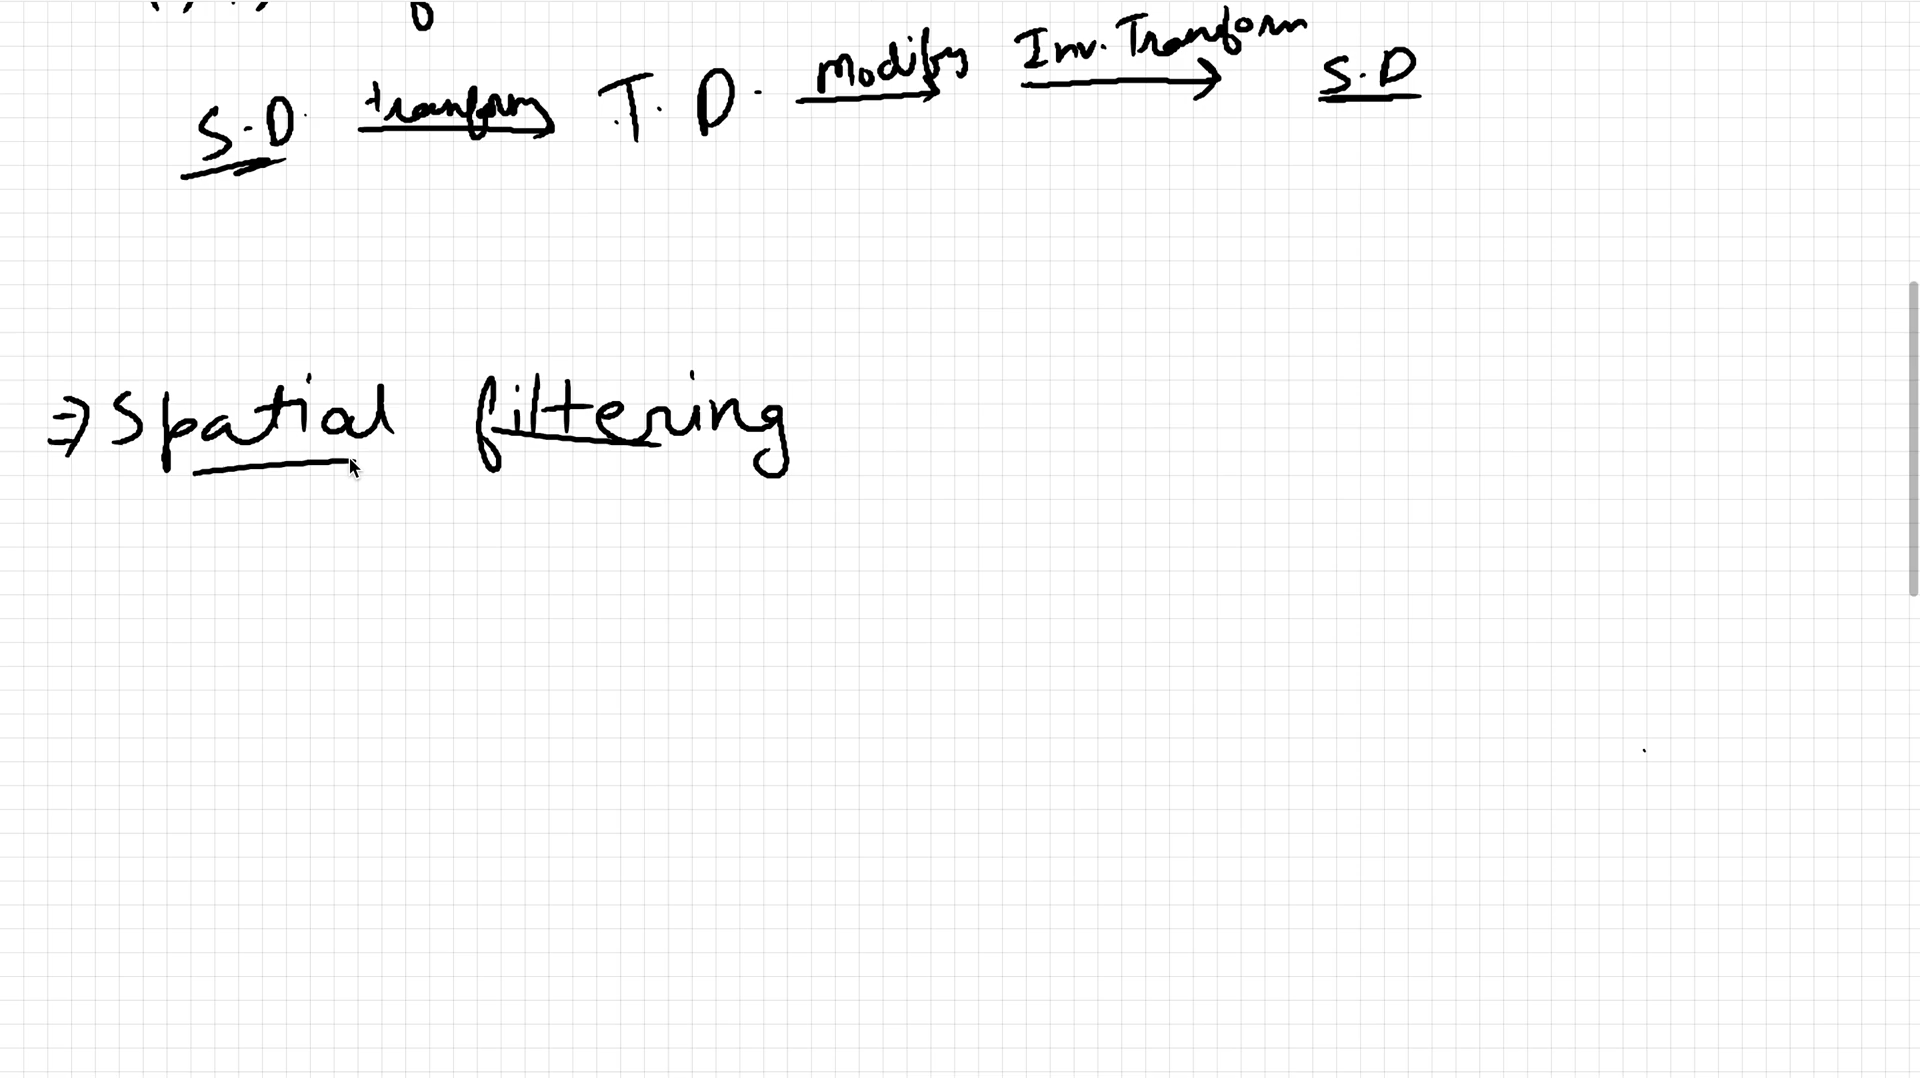 S.D. transform T.D. Modify Inv. Transform S.D
⇒ Spatial filtering